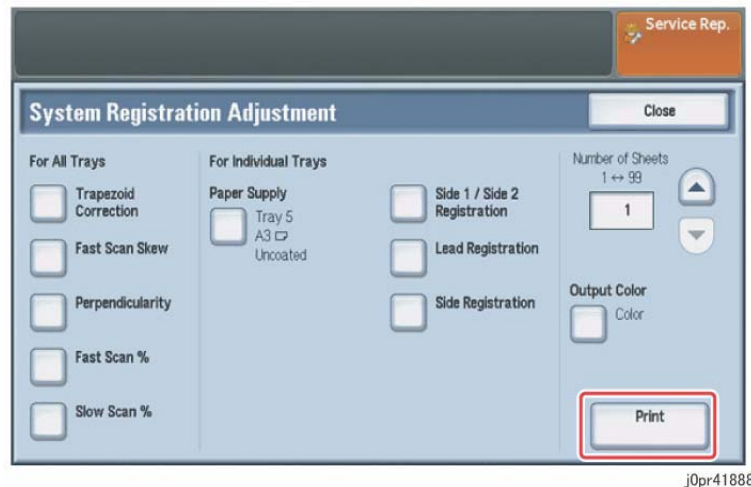 Service Rep.
System Registration Adjustment
Close
For All Trays
Trapezoid
Correction
Fast Scan Skew
Perpendicularity
Fast Scan %
Slow Scan %
For Individual Trays
Paper Supply
Tray 5
A3
Uncoated
Side 1 / Side 2
Registration
Lead Registration
Side Registration
Number of Sheets
1 ↔ 99
1
Output Color
Color
Print
j0pr41888